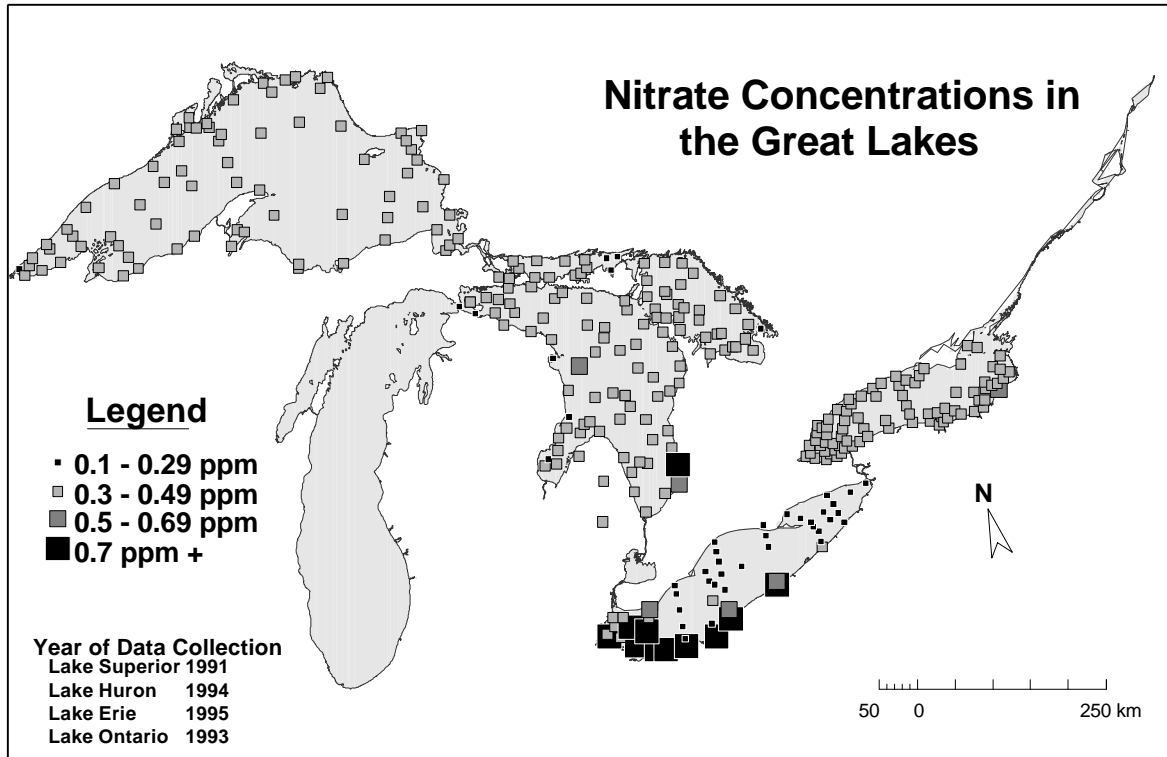 Nitrate Concentrations in
the Great Lakes
Legend
0.1 - 0.29 ppm
0.3 - 0.49 ppm
0.5 - 0.69 ppm
0.7 ppm +
N
Year of Data Collection
Lake Superior 1991
Lake Huron 1994
Lake Erie 1995
Lake Ontario 1993
50 0 250 km